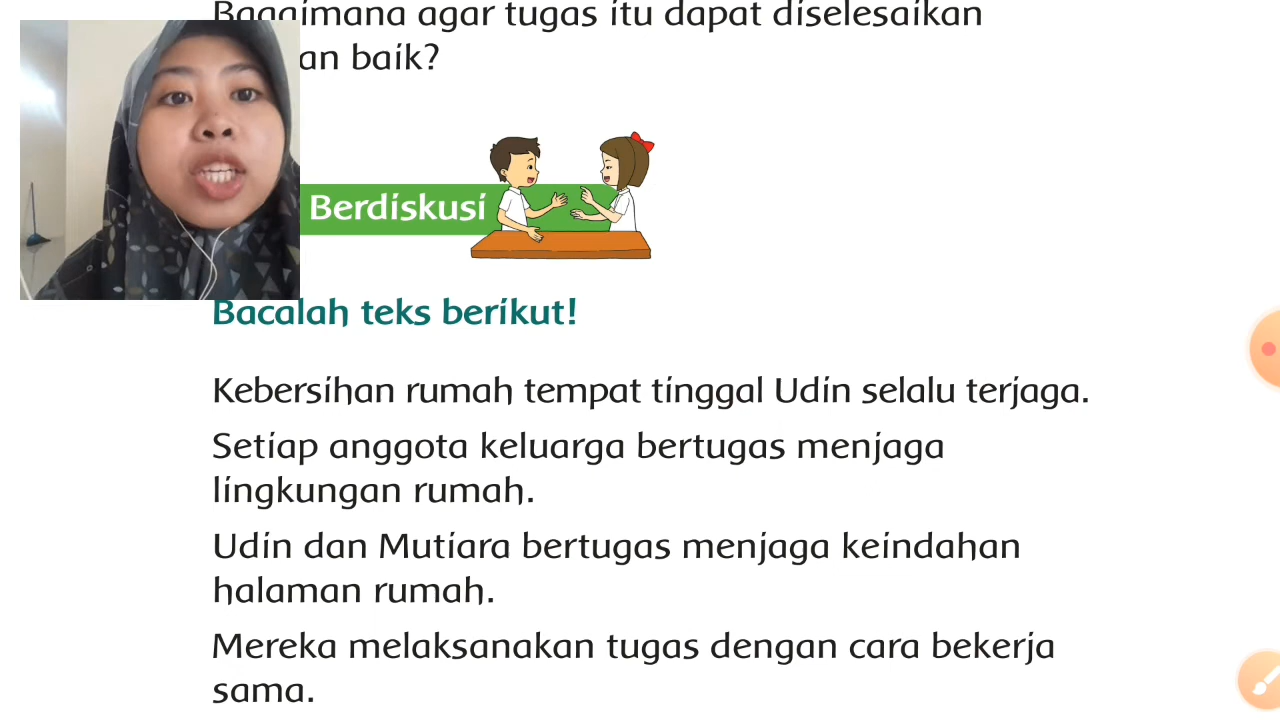 Bagaimana agar tugas itu dapat diselesaikan
an baik?
Berdiskusi
Bacalah teks berikut!
Kebersihan rumah tempat tinggal Udin selalu terjaga.
Setiap anggota keluarga bertugas menjaga
lingkungan rumah.
Udin dan Mutiara bertugas menjaga keindahan
halaman rumah.
Mereka melaksanakan tugas dengan cara bekerja
sama.